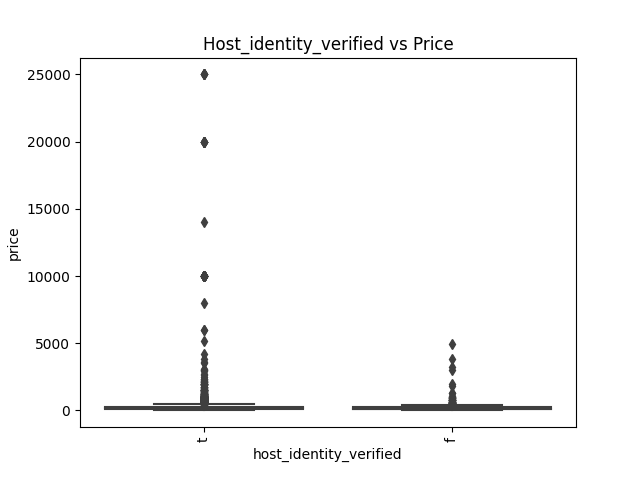 Host_identity_verified vs Price
25000
20000
15000
10000
5000
0
price
t
f
host_identity_verified